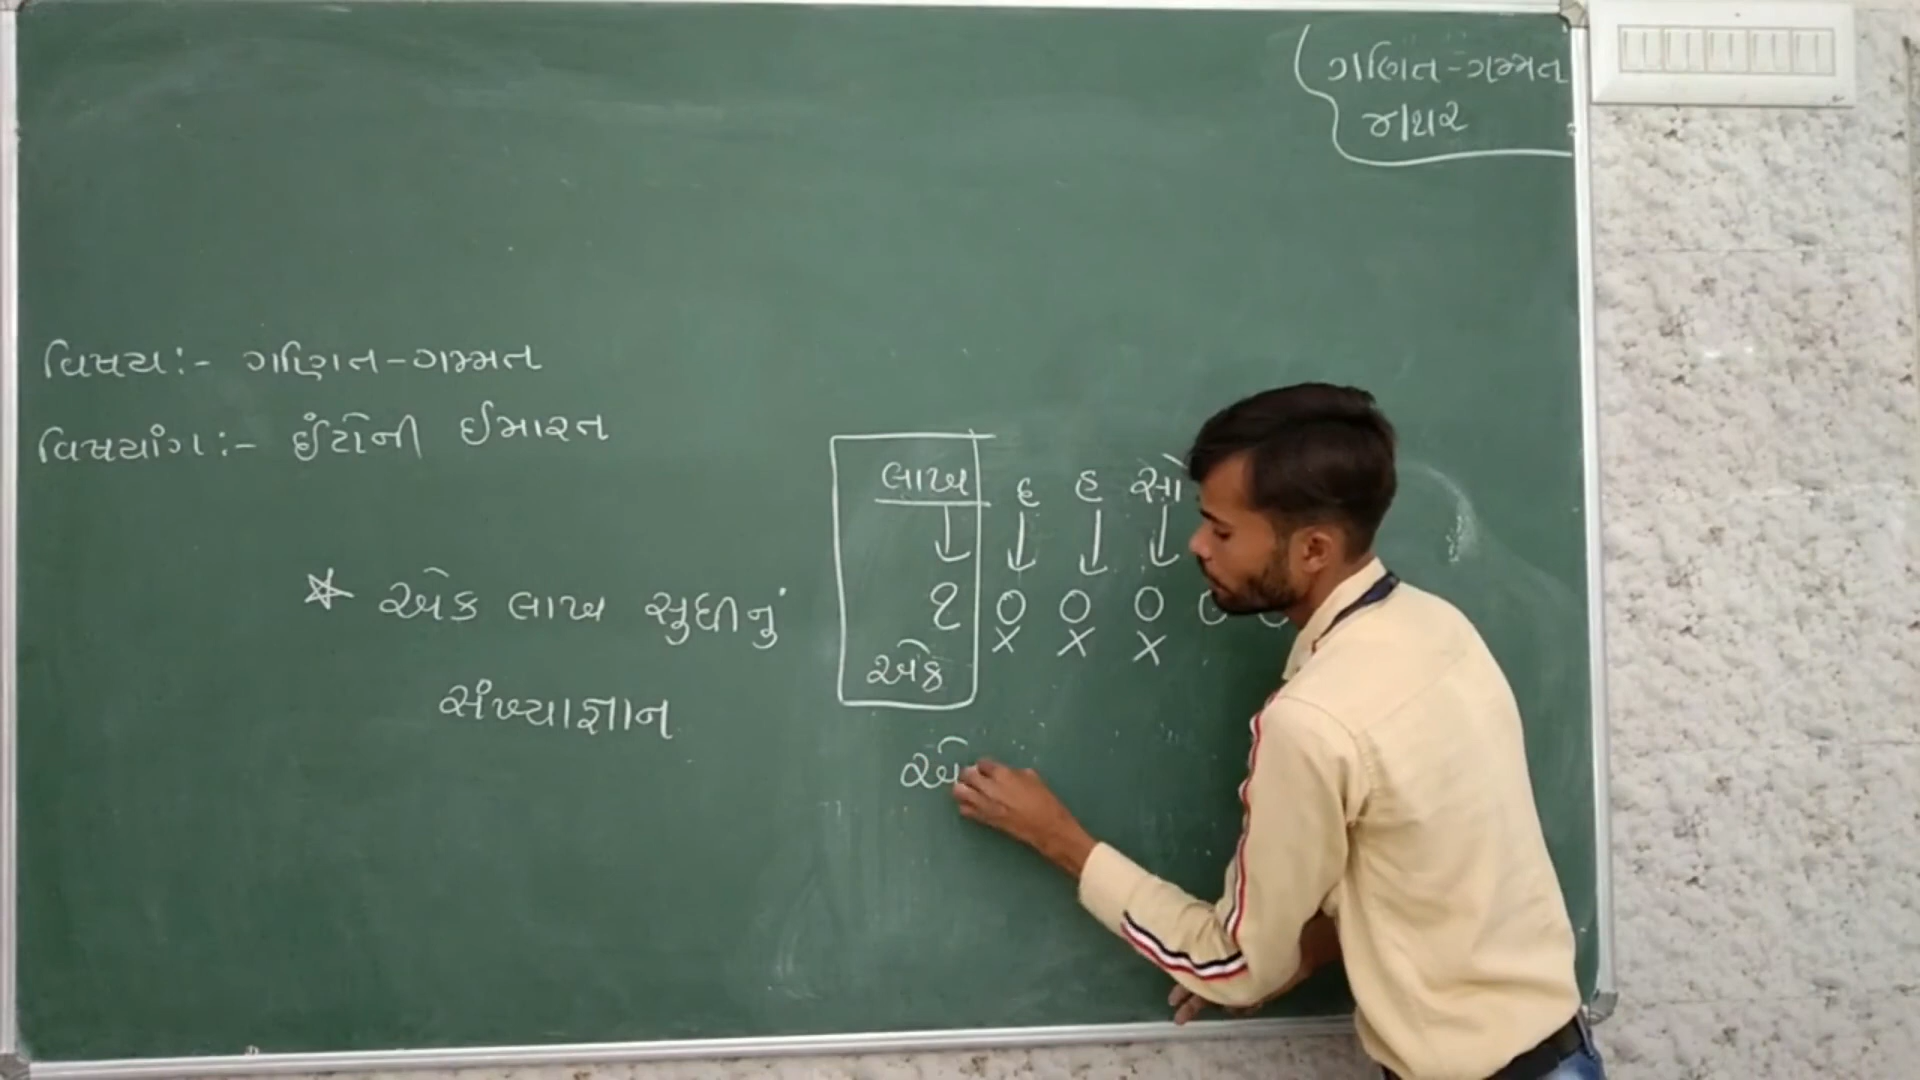 ગણિત-ગમ્મત
વિષય:- ગણિત-ગમ્મત
વિષયાંગ:- ઈંટોની ઈમારત
લાખ દ હ સો
૧ ૦ ૦ ૦ ૦ ૦
× × ×
એક
* એક લાખ સુધીનું
સંખ્યાજ્ઞાન